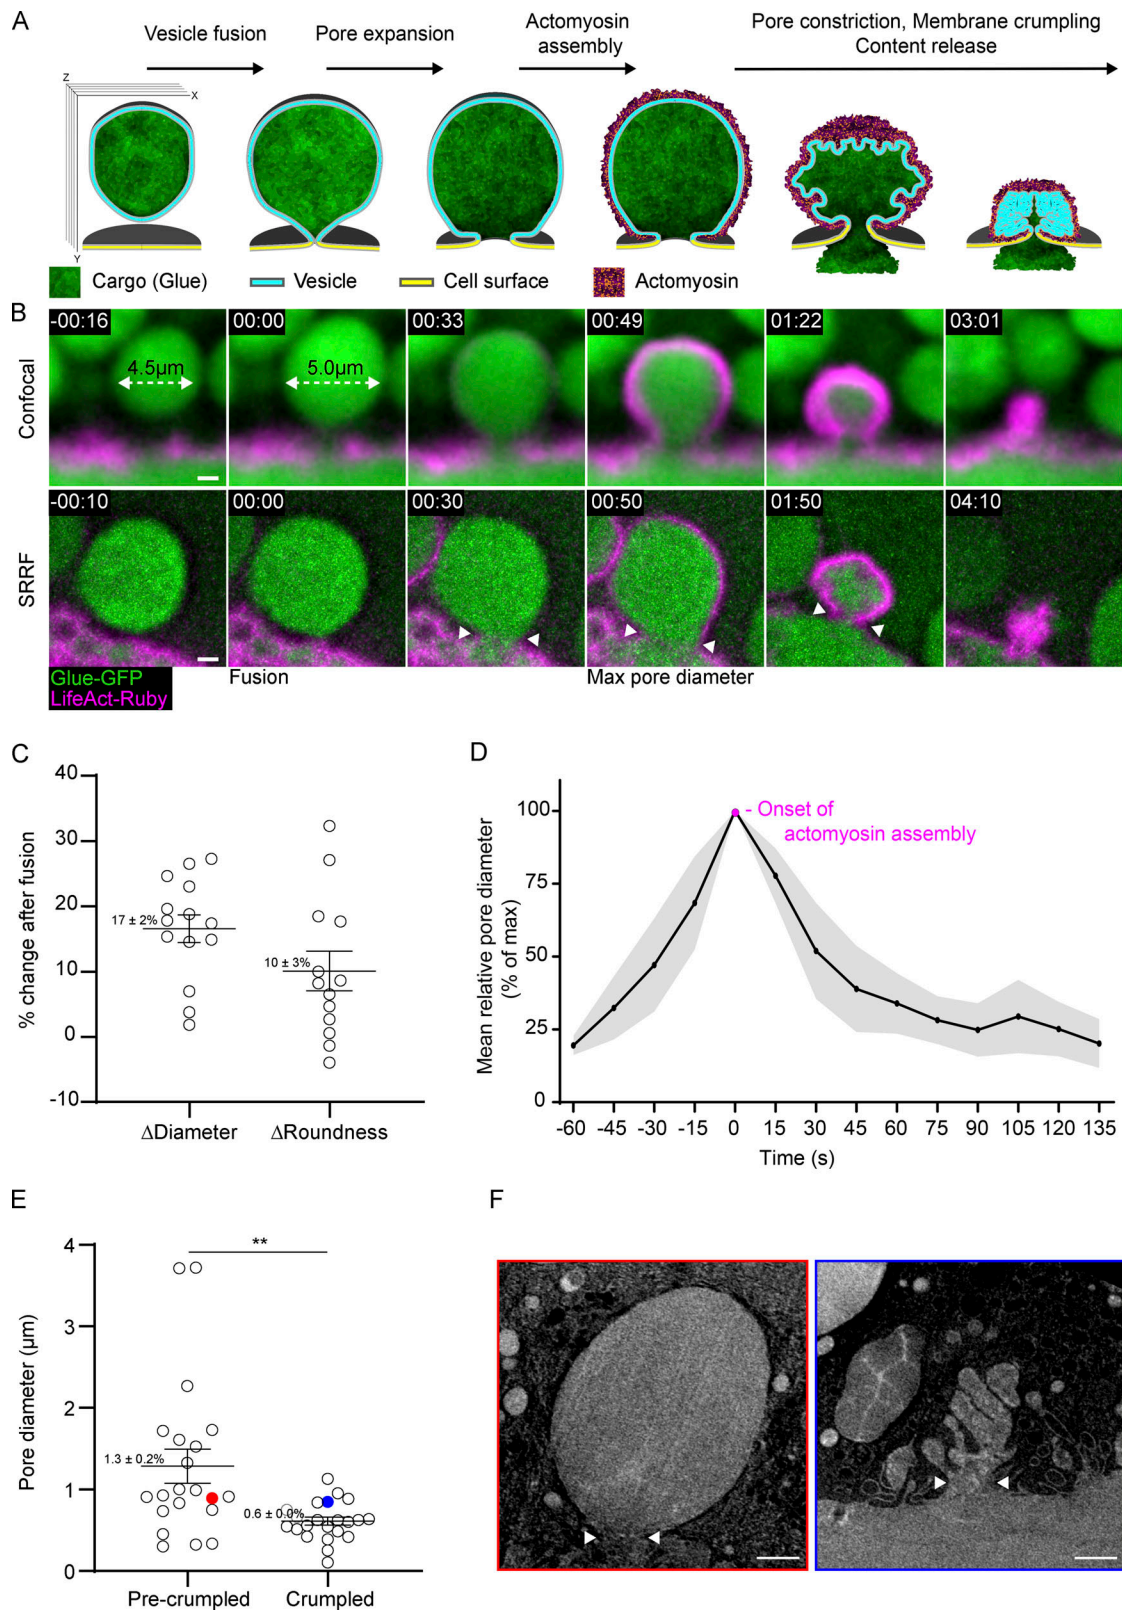 A
Vesicle fusion
Pore expansion
Actomyosin
assembly
Pore constriction, Membrane crumpling
Content release
Z
X
Y
Cargo (Glue)
Vesicle
Cell surface
Actomyosin
B
Confocal
-00:16
00:00
00:33
00:49
01:22
03:01
4.5µm
5.0µm
SRRF
-00:10
00:00
00:30
00:50
01:50
04:10
Glue-GFP
LifeAct-Ruby
Fusion
Max pore diameter
C
% change after fusion
40
30
20
10
0
-10
17 ± 2%
10 ± 3%
ΔDiameter
ΔRoundness
D
Mean relative pore diameter
(% of max)
100
75
50
25
0
- Onset of
actomyosin assembly
-60 -45 -30 -15 0 15 30 45 60 75 90 105 120 135
Time (s)
E
Pore diameter (µm)
4
3
2
1
0
**
1.3 ± 0.2%
0.6 ± 0.0%
Pre-crumpled
Crumpled
F